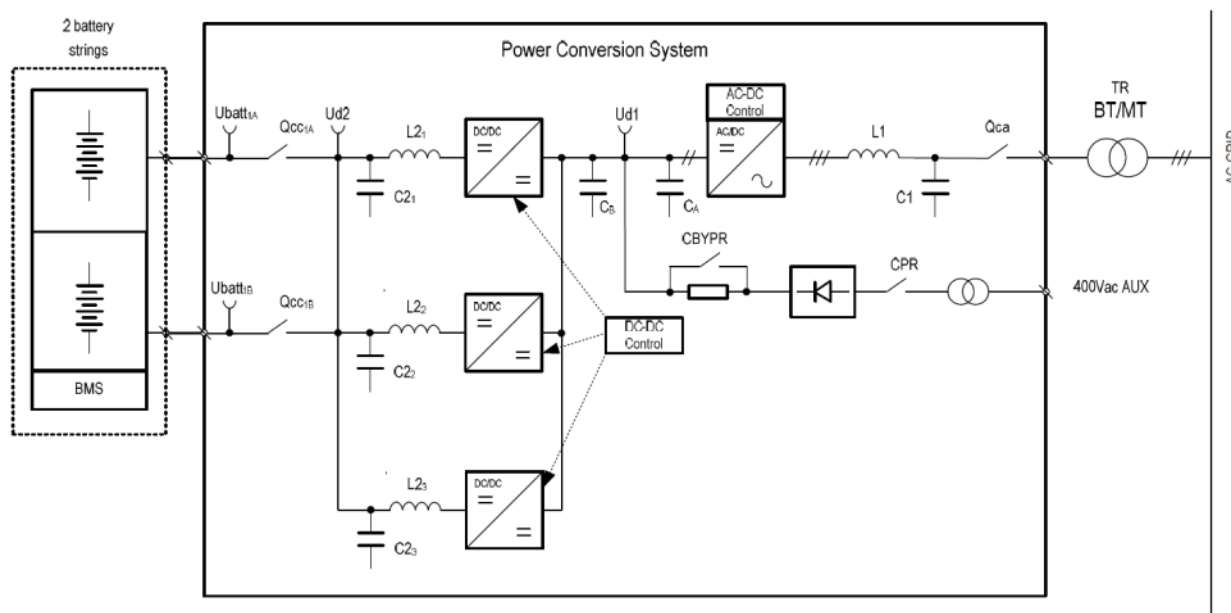 2 battery
strings
Power Conversion System
TR
BT/MT
AC GRID
AC-DC
Control
Ubatt1A
Qcc1A
Ud2
L21
DC/DC
Ud1
AC/DC
L1
Qca
C21
CB
CA
C1
CBYPR
CPR
400Vac AUX
Ubatt1B
Qcc1B
L22
DC/DC
DC-DC
Control
C22
BMS
L23
DC/DC
C23